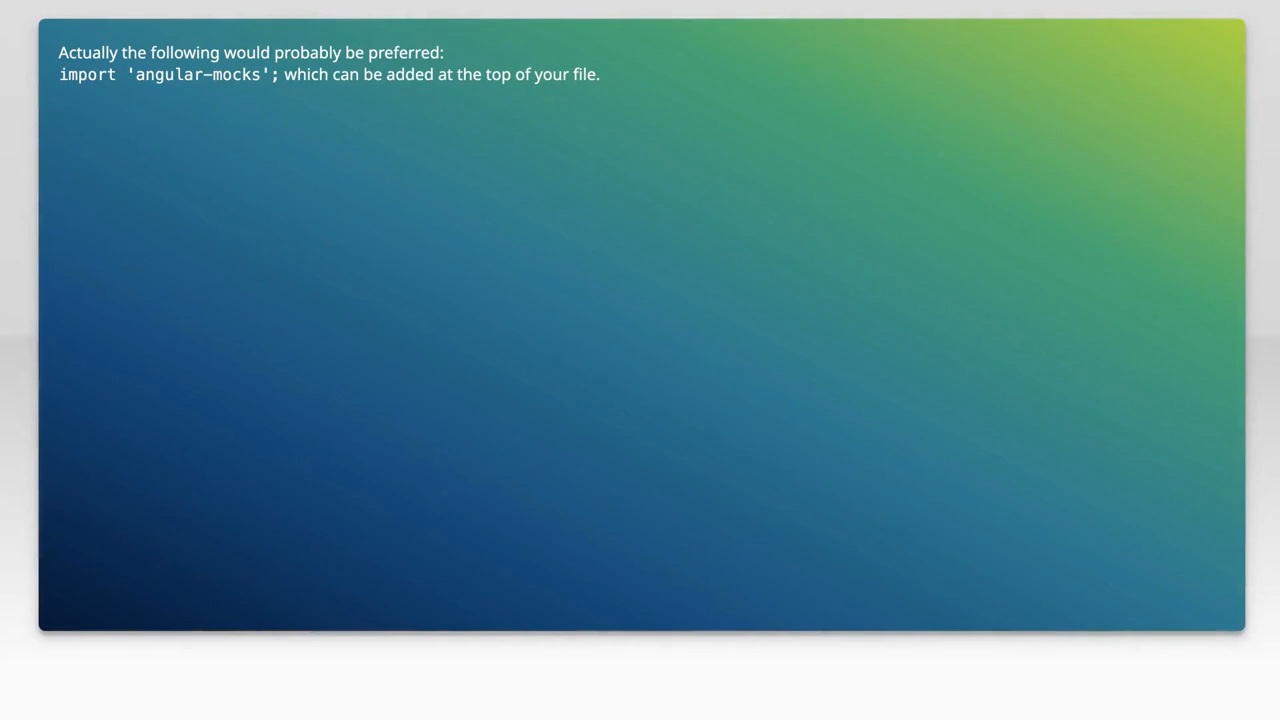 Actually the following would probably be preferred:
import 'angular-mocks'; which can be added at the top of your file.